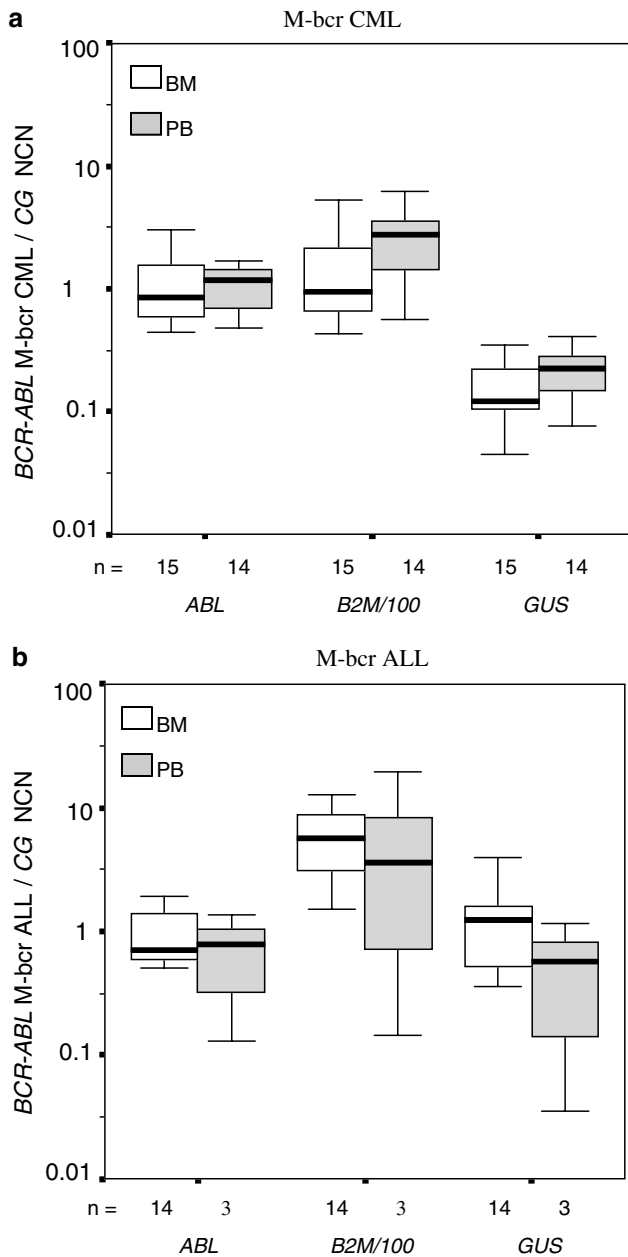 a
M-bcr CML
BCR-ABL M-bcr CML / CG NCN
100
10
1
0.1
0.01
BM
PB
n = 15 14 15 14 15 14
ABL B2M/100 GUS
b
M-bcr ALL
BCR-ABL M-bcr ALL / CG NCN
100
10
1
0.1
0.01
BM
PB
n = 14 3 14 3 14 3
ABL B2M/100 GUS